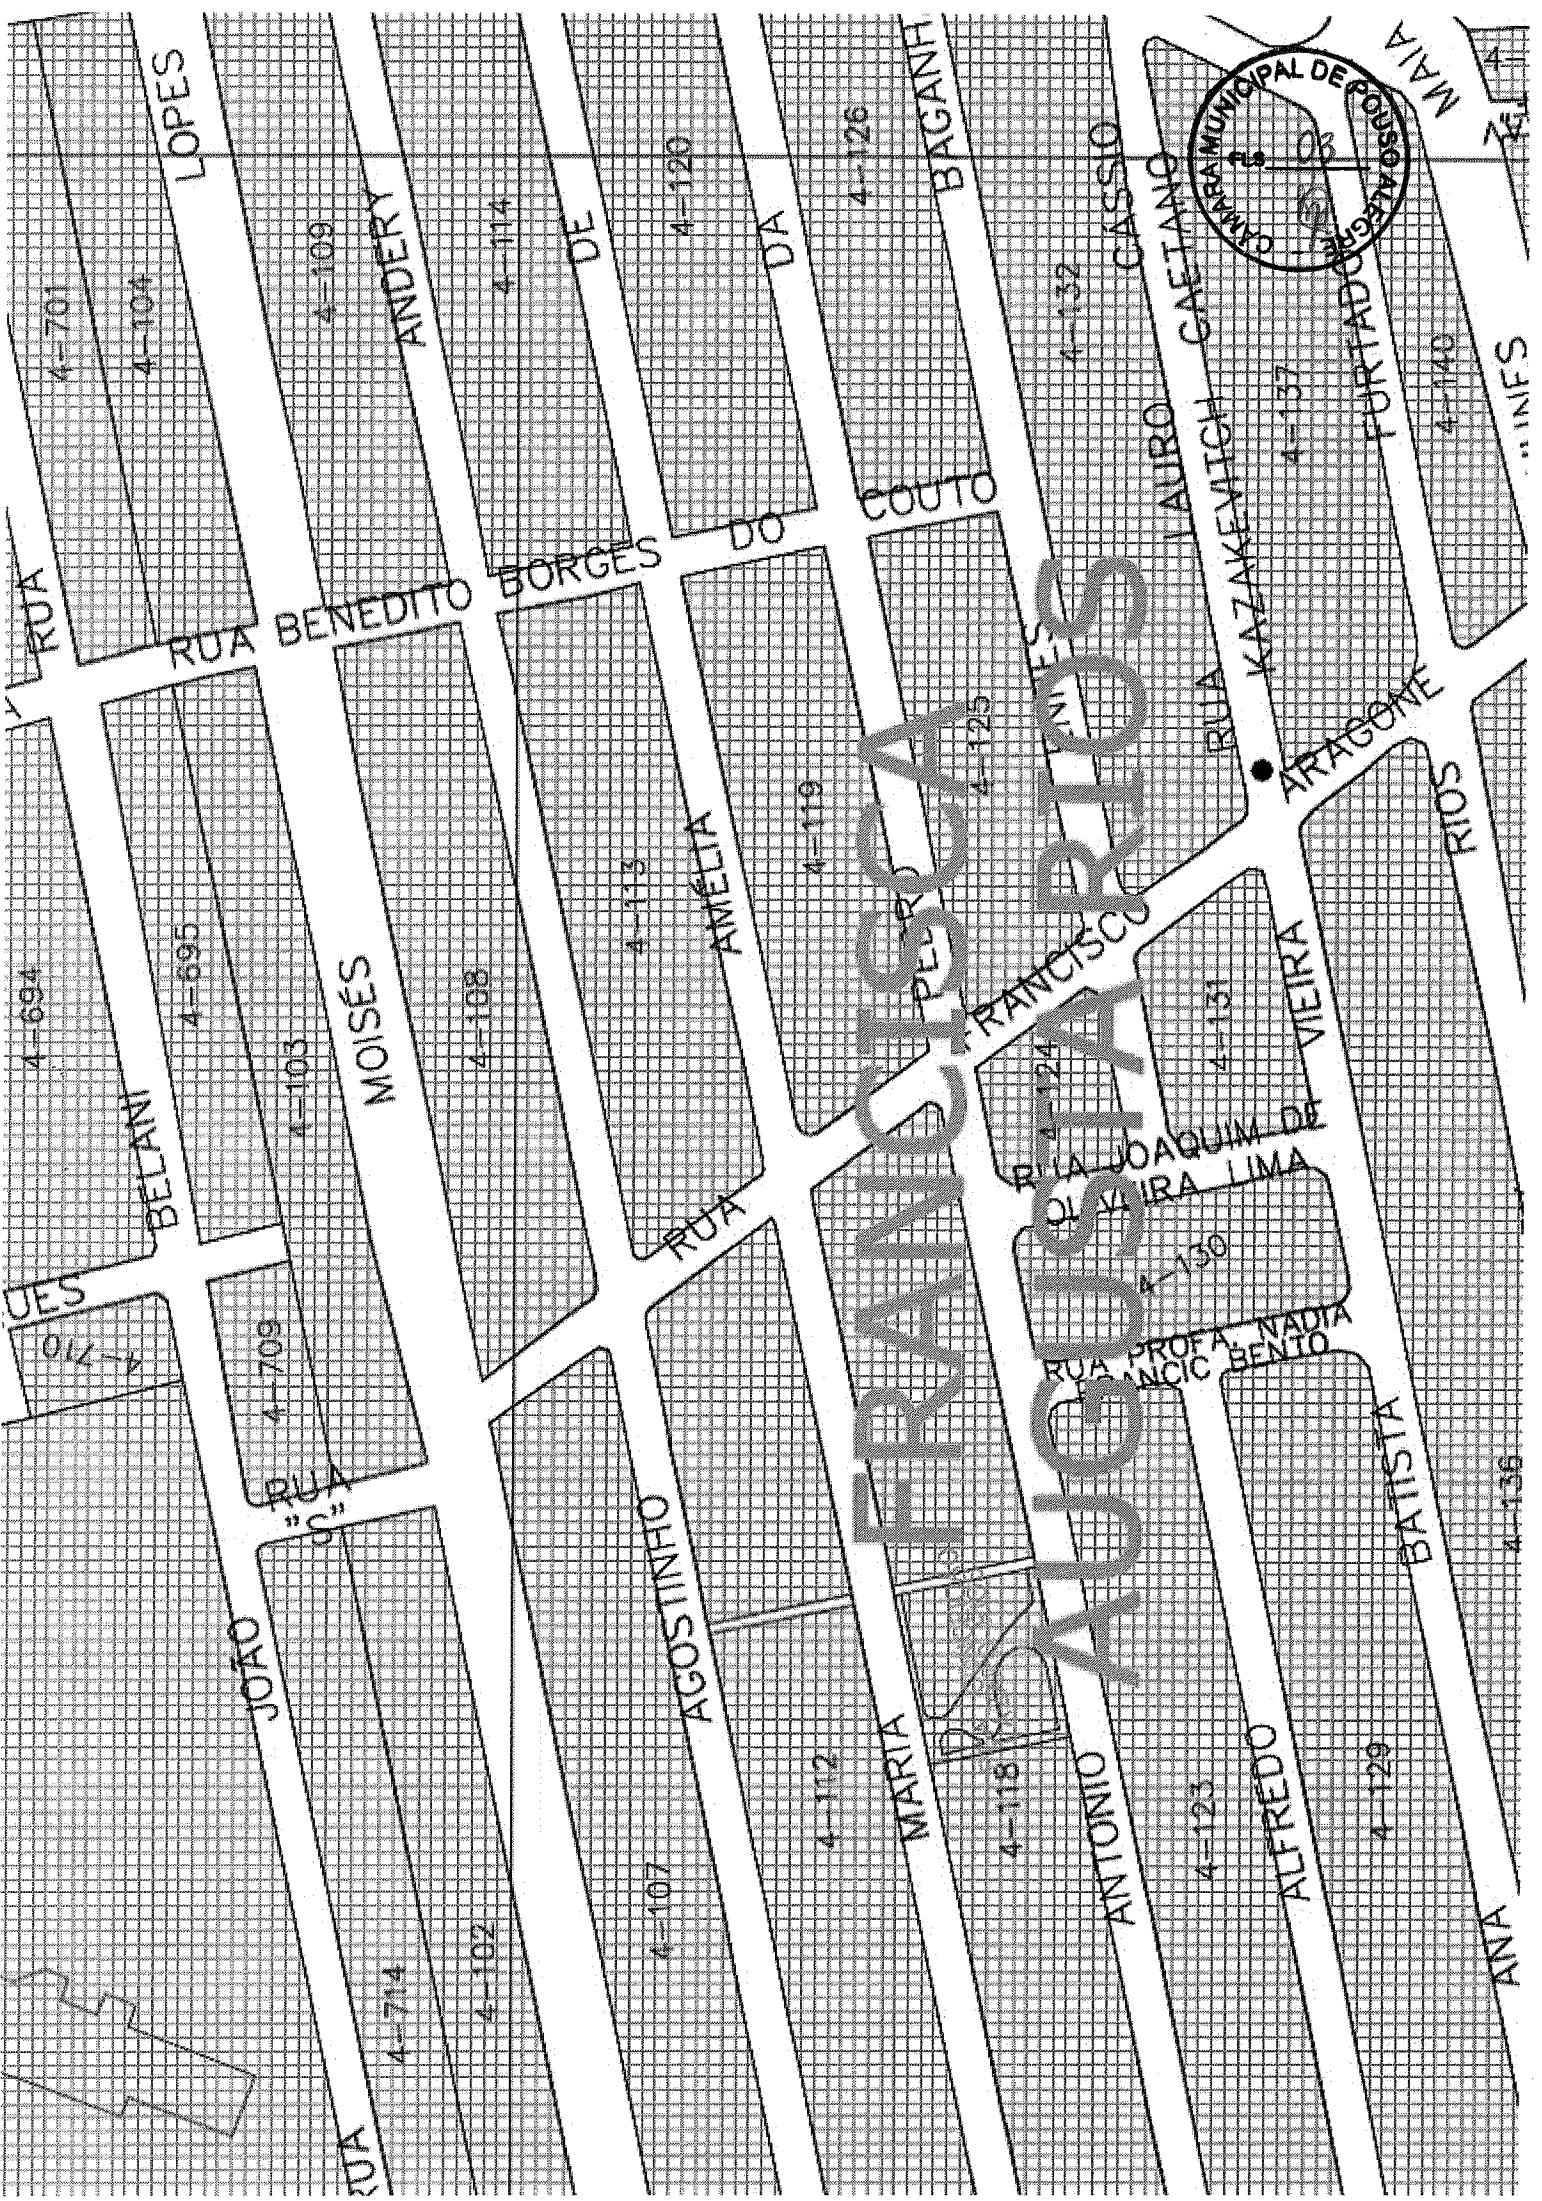 LOPES
BAGANH
MAIA
4-
CÂMARA MUNICIPAL DE POUSO ALEGRE
FLS 03
4-126
4-120
CÁSSIO
GAETANO
ANDERY
4-114
DE
DA
4-109
4-701
4-104
4-132
FURTADO
4-140
4-137
LAURO
KAZAKEVITCH
RUA
COUTO
DO
BORGES
RUA BENEDITO
RUA
4-125
4-119
AMÉLIA
4-113
ARAGONE
RIOS
FRANCISCA
AUGUSTA RIOS
FRANCISCO
4-694
4-695
4-103
MOISÉS
4-108
4-131
VIEIRA
4-124
BELANI
RUA JOAQUIM DE
OLIVEIRA LIMA
RUA
4-130
UES
4-710
4-709
RUA PROFA. NADIA
FRANCIC BENTO
BATISTA
4-136
RUA
"S"
AGOSTINHO
JOÃO
MARIA
4-112
4-118
ANTONIO
4-123
ALFREDO
4-129
4-107
4-102
4-714
ANA
RUA